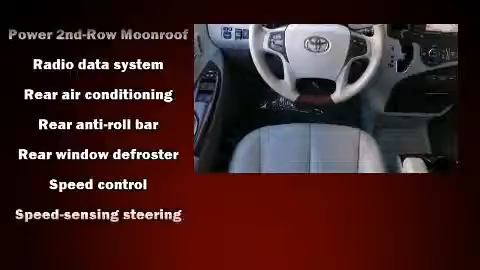 Power 2nd-Row Moonroof
Radio data system
Rear air conditioning
Rear anti-roll bar
Rear window defroster
Speed control
Speed-sensing steering